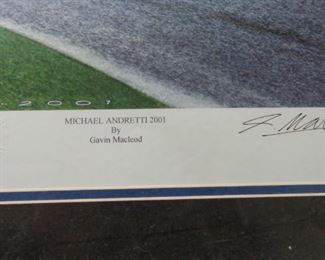 2001
MICHAEL ANDRETTI 2001
By
Gavin Macleod